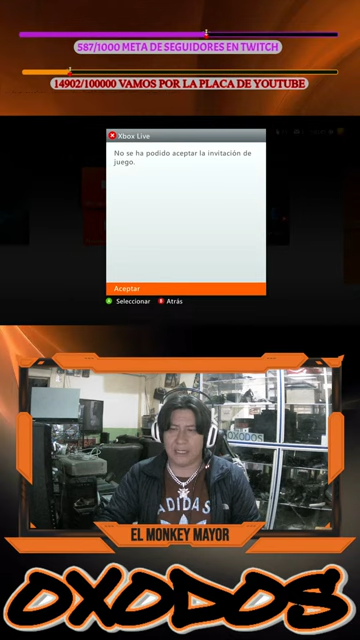 587/1000 META DE SEGUIDORES EN TWITCH
14902/100000 VAMOS POR LA PLACA DE YOUTUBE
Xbox Live
No se ha podido aceptar la invitación de
juego.
Aceptar
A Seleccionar B Atrás
ADIDAS
EL MONKEY MAYOR
OXODOS